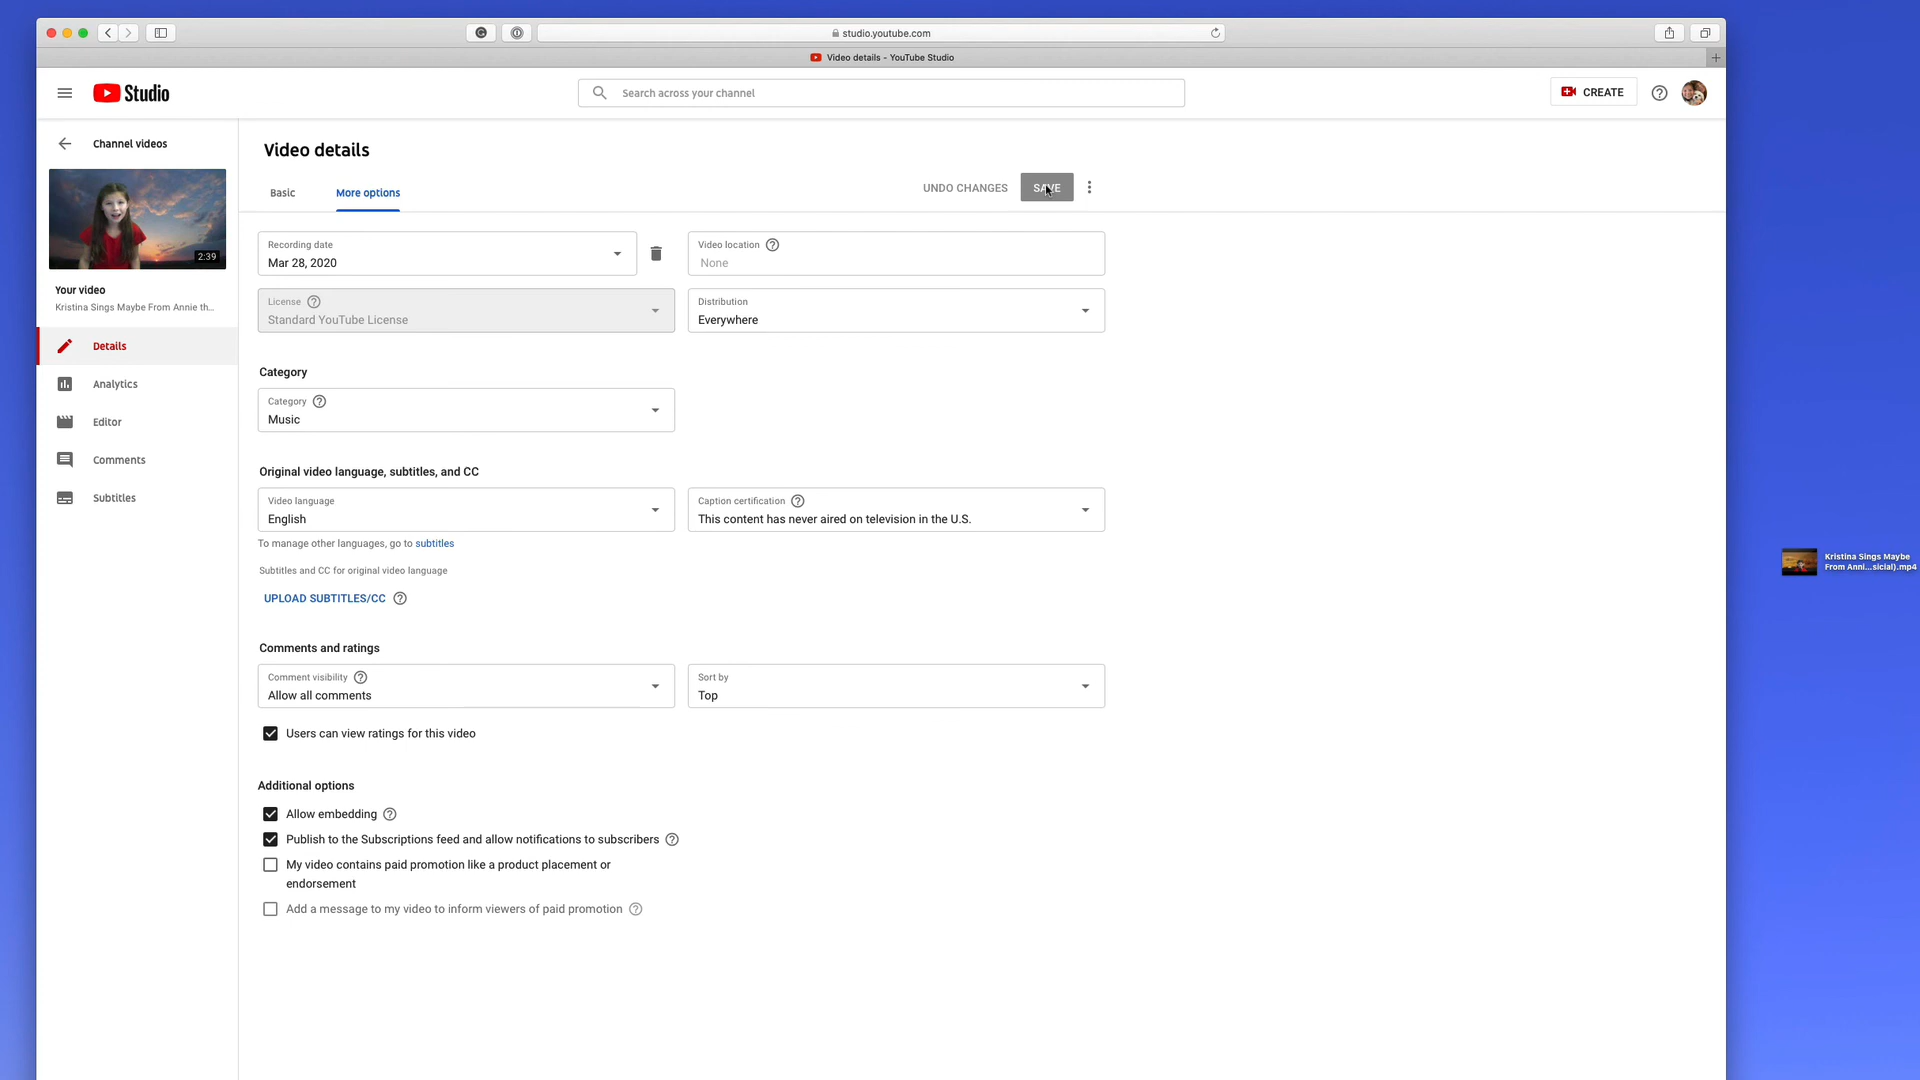 studio.youtube.com
Video details - YouTube Studio
Studio
Search across your channel
CREATE
Channel videos
2:39
Your video
Kristina Sings Maybe From Annie th...
Details
Analytics
Editor
Comments
Subtitles
Video details
Basic
More options
UNDO CHANGES
SAVE
Recording date
Mar 28, 2020
Video location
None
License
Standard YouTube License
Distribution
Everywhere
Category
Category
Music
Original video language, subtitles, and CC
Video language
English
Caption certification
This content has never aired on television in the U.S.
To manage other languages, go to subtitles
Subtitles and CC for original video language
UPLOAD SUBTITLES/CC
Comments and ratings
Comment visibility
Allow all comments
Sort by
Top
Users can view ratings for this video
Additional options
Allow embedding
Publish to the Subscriptions feed and allow notifications to subscribers
My video contains paid promotion like a product placement or
endorsement
Add a message to my video to inform viewers of paid promotion
Kristina Sings Maybe
From Anni...sicial).mp4